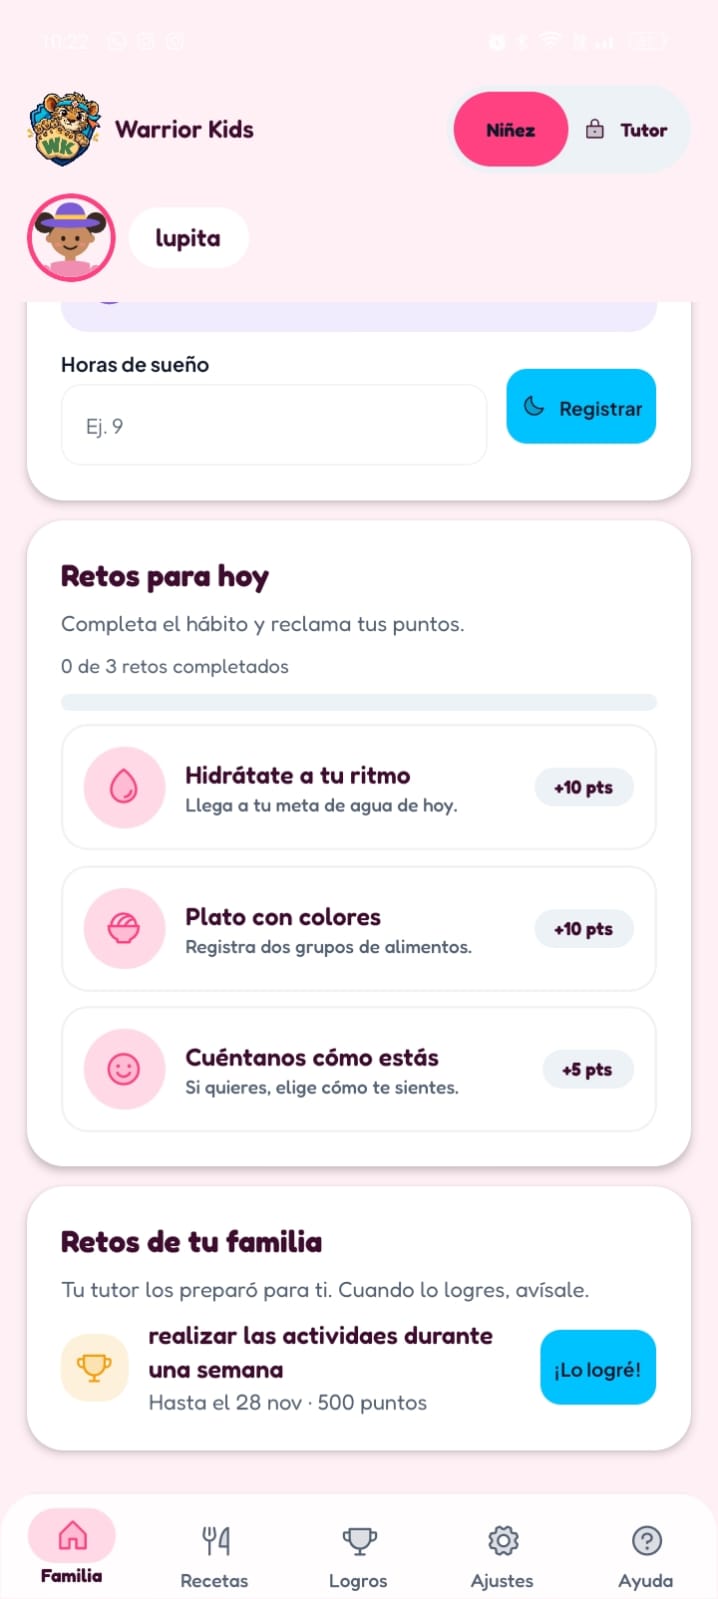 10:22
WK
Warrior Kids
Niñez
Tutor
lupita
Horas de sueño
Ej. 9
Registrar
Retos para hoy
Completa el hábito y reclama tus puntos.
0 de 3 retos completados
Hidrátate a tu ritmo
Llega a tu meta de agua de hoy.
+10 pts
Plato con colores
Registra dos grupos de alimentos.
+10 pts
Cuéntanos cómo estás
Si quieres, elige cómo te sientes.
+5 pts
Retos de tu familia
Tu tutor los preparó para ti. Cuando lo logres, avísale.
realizar las actividaes durante
una semana
Hasta el 28 nov · 500 puntos
¡Lo logré!
Familia
Recetas
Logros
Ajustes
Ayuda